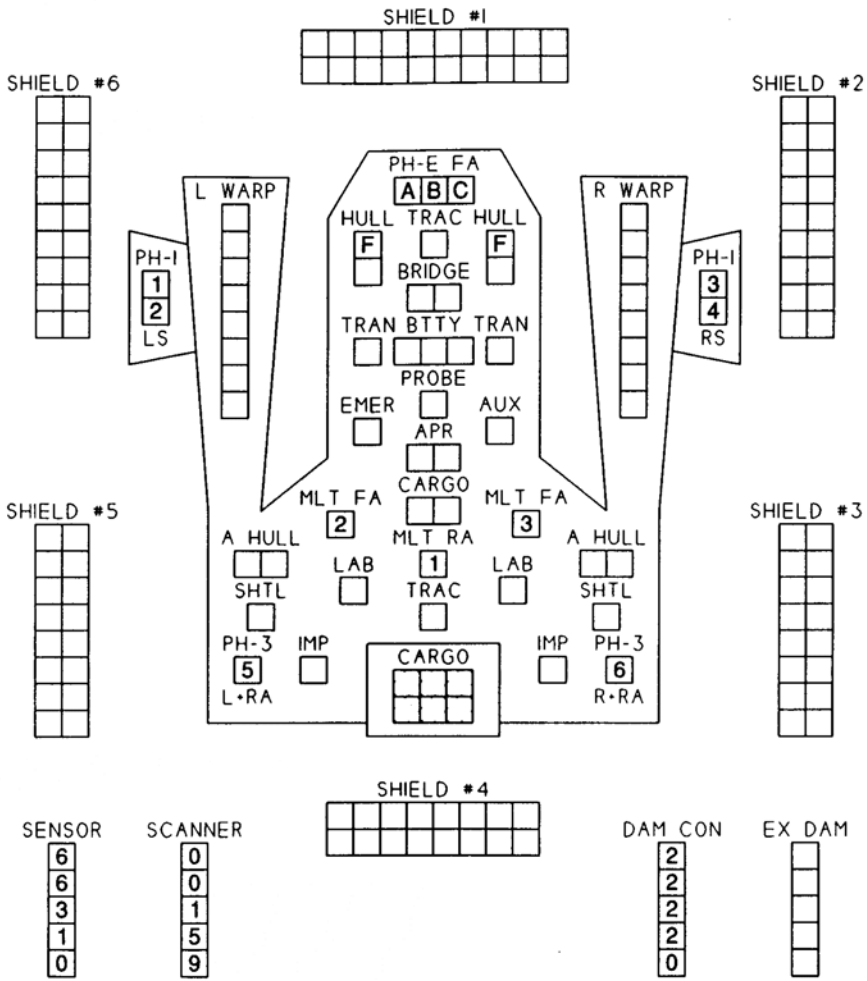 SHIELD #1
SHIELD #6
SHIELD #2
PH-E FA
A B C
L WARP
R WARP
HULL TRAC HULL
F
F
BRIDGE
PH-1
1
2
LS
PH-1
3
4
RS
TRAN BTTY TRAN
PROBE
EMER
AUX
APR
CARGO
MLT FA
2
MLT FA
3
SHIELD #5
SHIELD #3
A HULL
MLT RA
1
A HULL
LAB
LAB
SHTL
TRAC
SHTL
PH-3
5
L+RA
IMP
CARGO
IMP
PH-3
6
R+RA
SHIELD #4
SENSOR
6
6
3
1
0
SCANNER
0
0
1
5
9
DAM CON
2
2
2
2
0
EX DAM